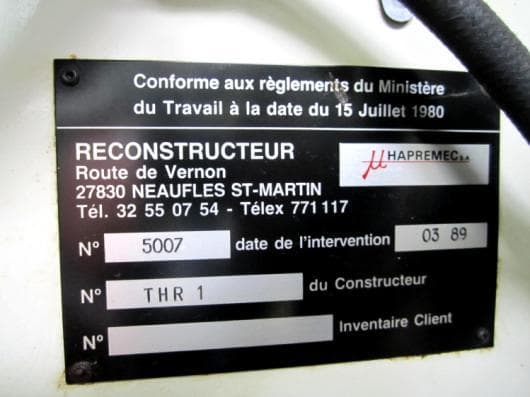 Conforme aux règlements du Ministère
du Travail à la date du 15 Juillet 1980
RECONSTRUCTEUR
Route de Vernon
27830 NEAUFLES ST-MARTIN
Tél. 32 55 07 54 - Télex 771 117
µ HAPREMEC S.A
N° 5007 date de l'intervention 03 89
N° THR 1 du Constructeur
N° Inventaire Client